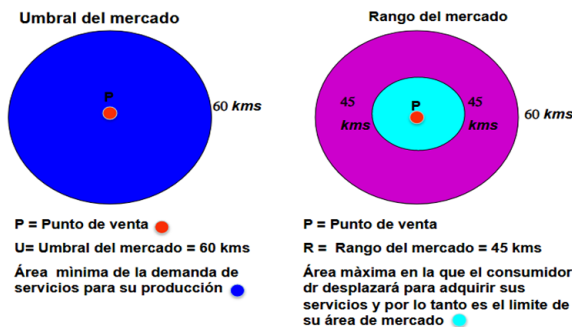 Umbral del mercado
P
60 kms
P = Punto de venta
U= Umbral del mercado = 60 kms
Área mìnima de la demanda de
servicios para su producción
Rango del mercado
45
kms
P
45
kms
60 kms
P = Punto de venta
R = Rango del mercado = 45 kms
Área màxima en la que el consumidor
dr desplazará para adquirir sus
servicios y por lo tanto es el limite de
su área de mercado